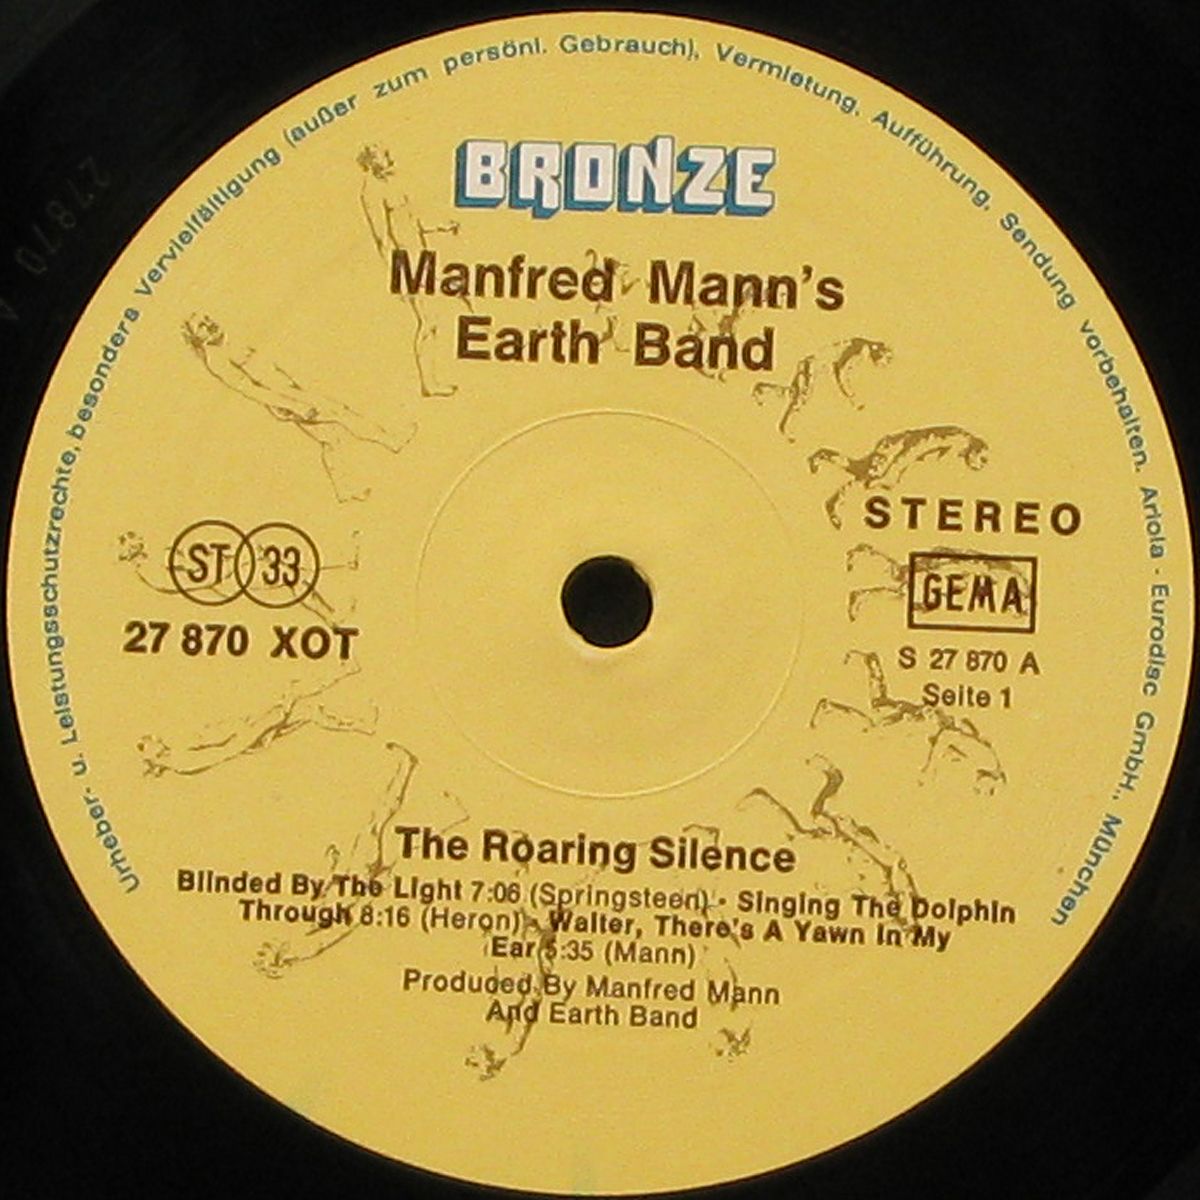 Urheber- u. Leistungsschutzrechte, besonders Vervielfältigung (außer zum persönl. Gebrauch), Vermietung, Aufführung, Sendung vorbehalten. Ariola - Eurodisc GmbH., München
BRONZE
Manfred Mann's
Earth Band
STEREO
ST 33
GEMA
27 870 XOT
S 27 870 A
Seite 1
The Roaring Silence
Blinded By The Light 7:06 (Springsteen) · Singing The Dolphin
Through 8:16 (Heron) · Walter, There's A Yawn In My
Ear 5:35 (Mann)
Produced By Manfred Mann
And Earth Band
27870